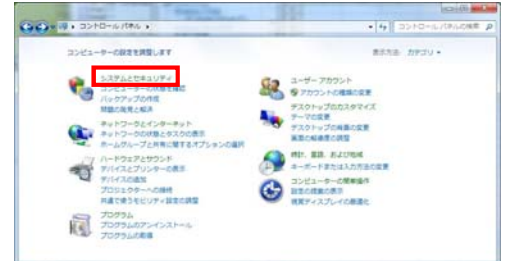 コントロール パネル
コントロール パネルの検索
コンピューターの設定を調整します
表示方法: カテゴリ
システムとセキュリティ
コンピューターの状態を確認
バックアップの作成
問題の発見と解決
ネットワークとインターネット
ネットワークの状態とタスクの表示
ホームグループと共有に関するオプションの選択
ハードウェアとサウンド
デバイスとプリンターの表示
デバイスの追加
プロジェクターへの接続
共通で使うモビリティ設定の調整
プログラム
プログラムのアンインストール
プログラムの取得
ユーザー アカウント
アカウントの種類の変更
デスクトップのカスタマイズ
テーマの変更
デスクトップの背景の変更
画面の解像度の調整
時計、言語、および地域
キーボードまたは入力方法の変更
コンピューターの簡単操作
設定の提案の表示
視覚ディスプレイの最適化